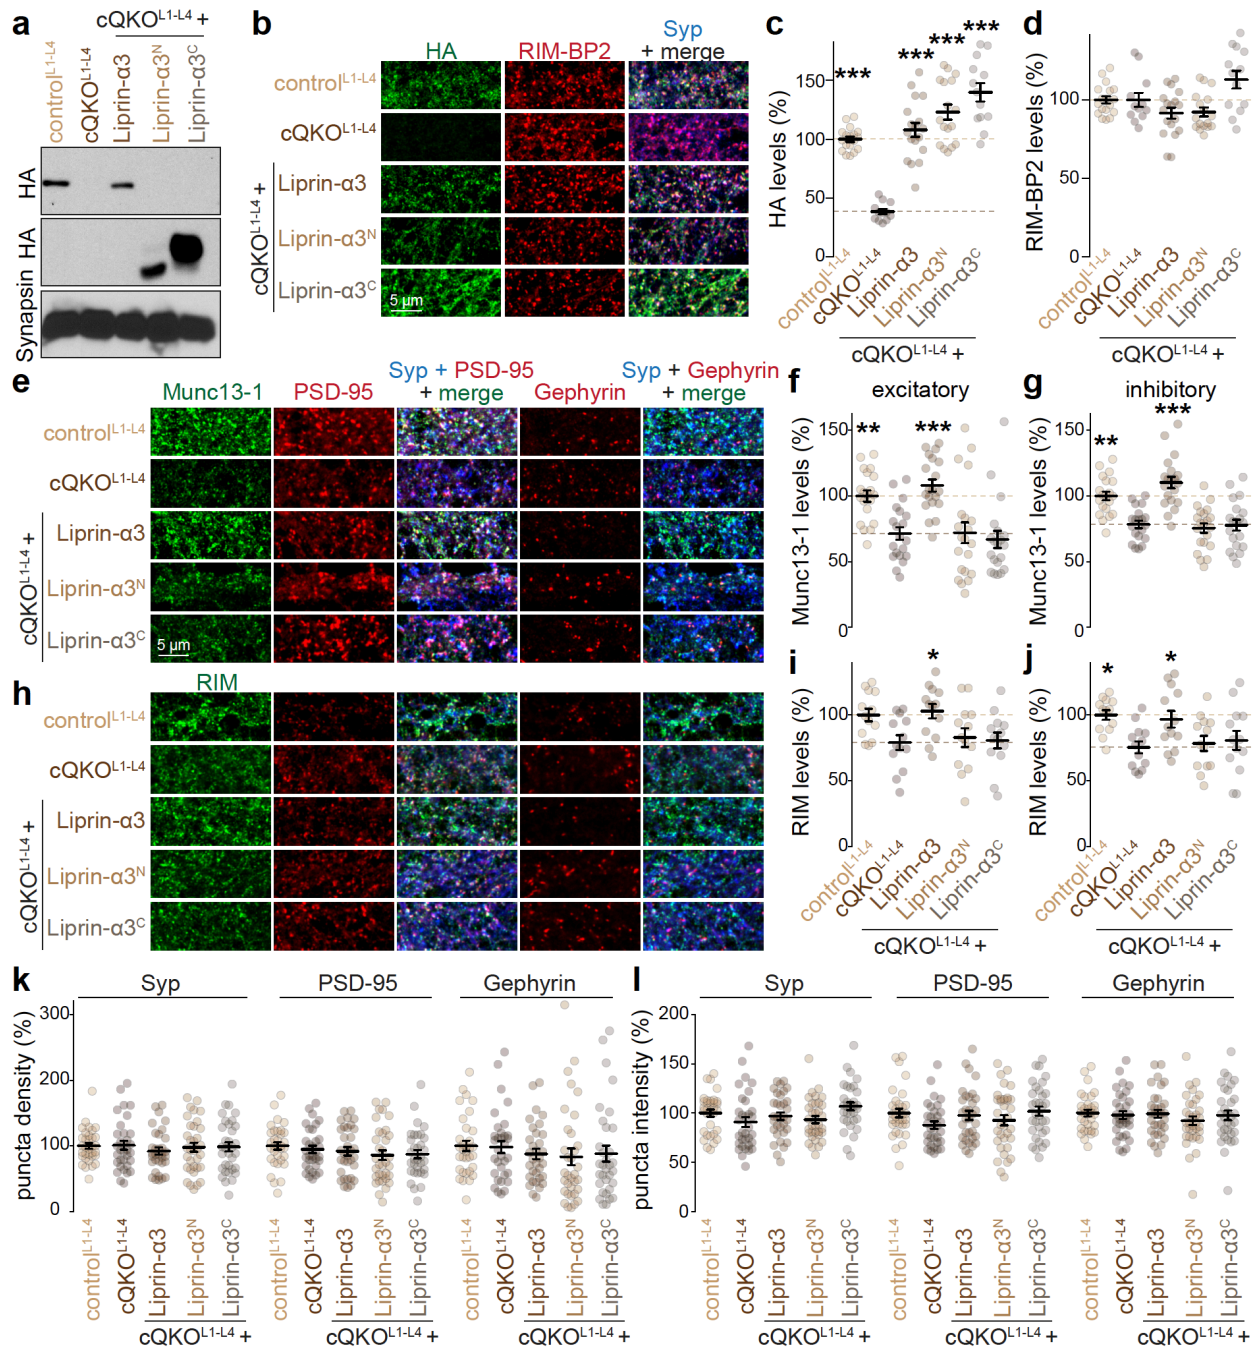 a
cQKO^L1-L4 +
control^L1-L4
cQKO^L1-L4
Liprin-α3
Liprin-α3^N
Liprin-α3^C
HA
HA
Synapsin
b
HA
RIM-BP2
Syp
+ merge
control^L1-L4
cQKO^L1-L4
cQKO^L1-L4 +
Liprin-α3
Liprin-α3^N
Liprin-α3^C
5 µm
c
HA levels (%)
150
100
50
0
***
***
***
***
control^L1-L4
cQKO^L1-L4
Liprin-α3
Liprin-α3^N
Liprin-α3^C
cQKO^L1-L4 +
d
RIM-BP2 levels (%)
100
50
0
control^L1-L4
cQKO^L1-L4
Liprin-α3
Liprin-α3^N
Liprin-α3^C
cQKO^L1-L4 +
e
Munc13-1
PSD-95
Syp + PSD-95
+ merge
Gephyrin
Syp + Gephyrin
+ merge
control^L1-L4
cQKO^L1-L4
cQKO^L1-L4 +
Liprin-α3
Liprin-α3^N
Liprin-α3^C
5 µm
f
excitatory
Munc13-1 levels (%)
150
100
50
0
**
***
g
inhibitory
Munc13-1 levels (%)
150
100
50
0
**
***
h
RIM
control^L1-L4
cQKO^L1-L4
cQKO^L1-L4 +
Liprin-α3
Liprin-α3^N
Liprin-α3^C
i
RIM levels (%)
100
50
0
*
control^L1-L4
cQKO^L1-L4
Liprin-α3
Liprin-α3^N
Liprin-α3^C
cQKO^L1-L4 +
j
RIM levels (%)
100
50
0
*
*
control^L1-L4
cQKO^L1-L4
Liprin-α3
Liprin-α3^N
Liprin-α3^C
cQKO^L1-L4 +
k
Syp
PSD-95
Gephyrin
puncta density (%)
300
200
100
0
control^L1-L4
cQKO^L1-L4
Liprin-α3
Liprin-α3^N
Liprin-α3^C
control^L1-L4
cQKO^L1-L4
Liprin-α3
Liprin-α3^N
Liprin-α3^C
control^L1-L4
cQKO^L1-L4
Liprin-α3
Liprin-α3^N
Liprin-α3^C
cQKO^L1-L4 +
cQKO^L1-L4 +
cQKO^L1-L4 +
l
Syp
PSD-95
Gephyrin
puncta intensity (%)
200
150
100
50
0
control^L1-L4
cQKO^L1-L4
Liprin-α3
Liprin-α3^N
Liprin-α3^C
control^L1-L4
cQKO^L1-L4
Liprin-α3
Liprin-α3^N
Liprin-α3^C
control^L1-L4
cQKO^L1-L4
Liprin-α3
Liprin-α3^N
Liprin-α3^C
cQKO^L1-L4 +
cQKO^L1-L4 +
cQKO^L1-L4 +